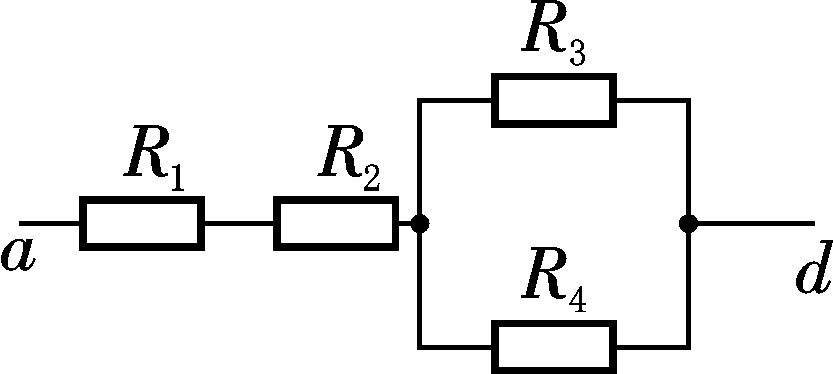 R₃
R₁ R₂
a
R₄ d